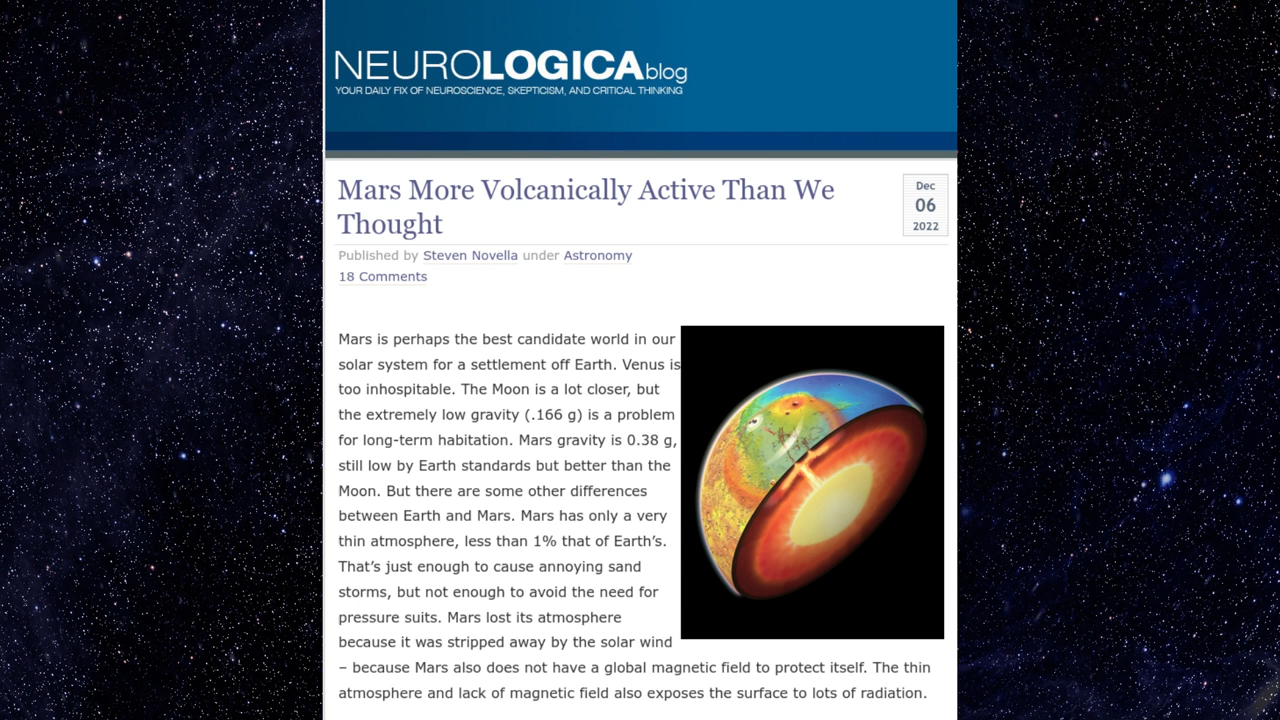 NEUROLOGICAblog
YOUR DAILY FIX OF NEUROSCIENCE, SKEPTICISM, AND CRITICAL THINKING
Mars More Volcanically Active Than We
Thought
Dec
06
2022
Published by Steven Novella under Astronomy
18 Comments
Mars is perhaps the best candidate world in our
solar system for a settlement off Earth. Venus is
too inhospitable. The Moon is a lot closer, but
the extremely low gravity (.166 g) is a problem
for long-term habitation. Mars gravity is 0.38 g,
still low by Earth standards but better than the
Moon. But there are some other differences
between Earth and Mars. Mars has only a very
thin atmosphere, less than 1% that of Earth’s.
That’s just enough to cause annoying sand
storms, but not enough to avoid the need for
pressure suits. Mars lost its atmosphere
because it was stripped away by the solar wind
– because Mars also does not have a global magnetic field to protect itself. The thin
atmosphere and lack of magnetic field also exposes the surface to lots of radiation.